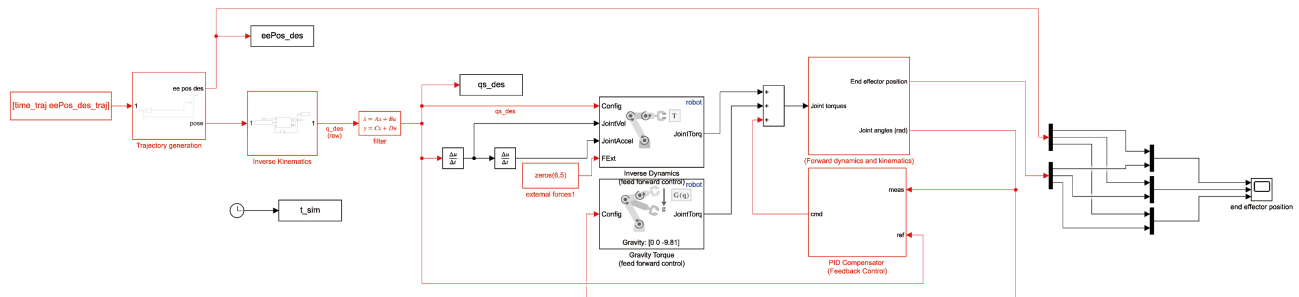 eePos_des
[time_traj eePos_des_traj]
1
ee pos des
pose
Trajectory generation
1
1
Inverse Kinematics
q_des
(raw)
ẋ = Ax + Bu
y = Cx + Du
filter
qs_des
qs_des
Δu
Δt
Δu
Δt
zeros(6,5)
external forces1
robot
Config
JointVel
JointAccel
FExt
T
JointTorq
Inverse Dynamics
(feed forward control)
robot
Config
G(q)
g
JointTorq
Gravity: [0 0 -9.81]
Gravity Torque
(feed forward control)
t_sim
+
+
+
Joint torques
End effector position
Joint angles (rad)
(Forward dynamics and kinematics)
meas
cmd
ref
PID Compensator
(Feedback Control)
end effector position